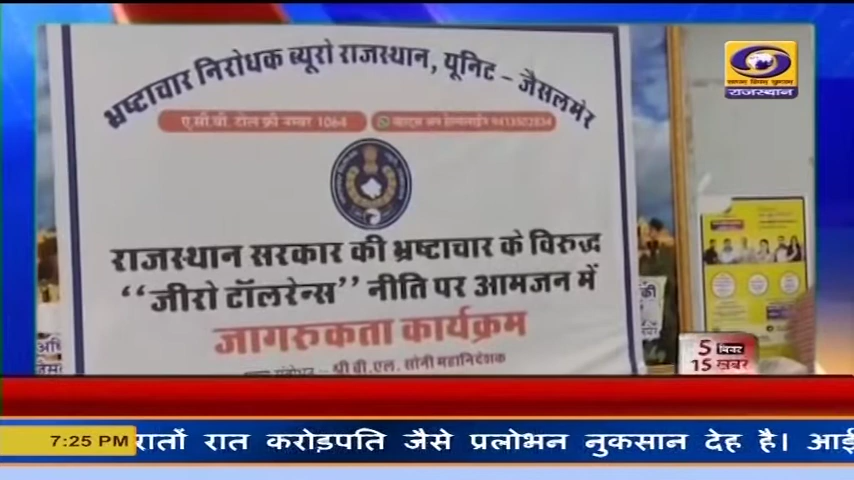 भ्रष्टाचार निरोधक ब्यूरो राजस्थान, यूनिट – जैसलमेर
ए.सी.बी. टोल फ्री नम्बर 1064
राजस्थान
राजस्थान सरकार की भ्रष्टाचार के विरुद्ध
“जीरो टॉलरेन्स” नीति पर आमजन में
जागरुकता कार्यक्रम
श्री बी.एल. सोनी महानिदेशक
5 मिनट
15 खबर
7:25 PM रातों रात करोड़पति जैसे प्रलोभन नुकसान देह है। आई